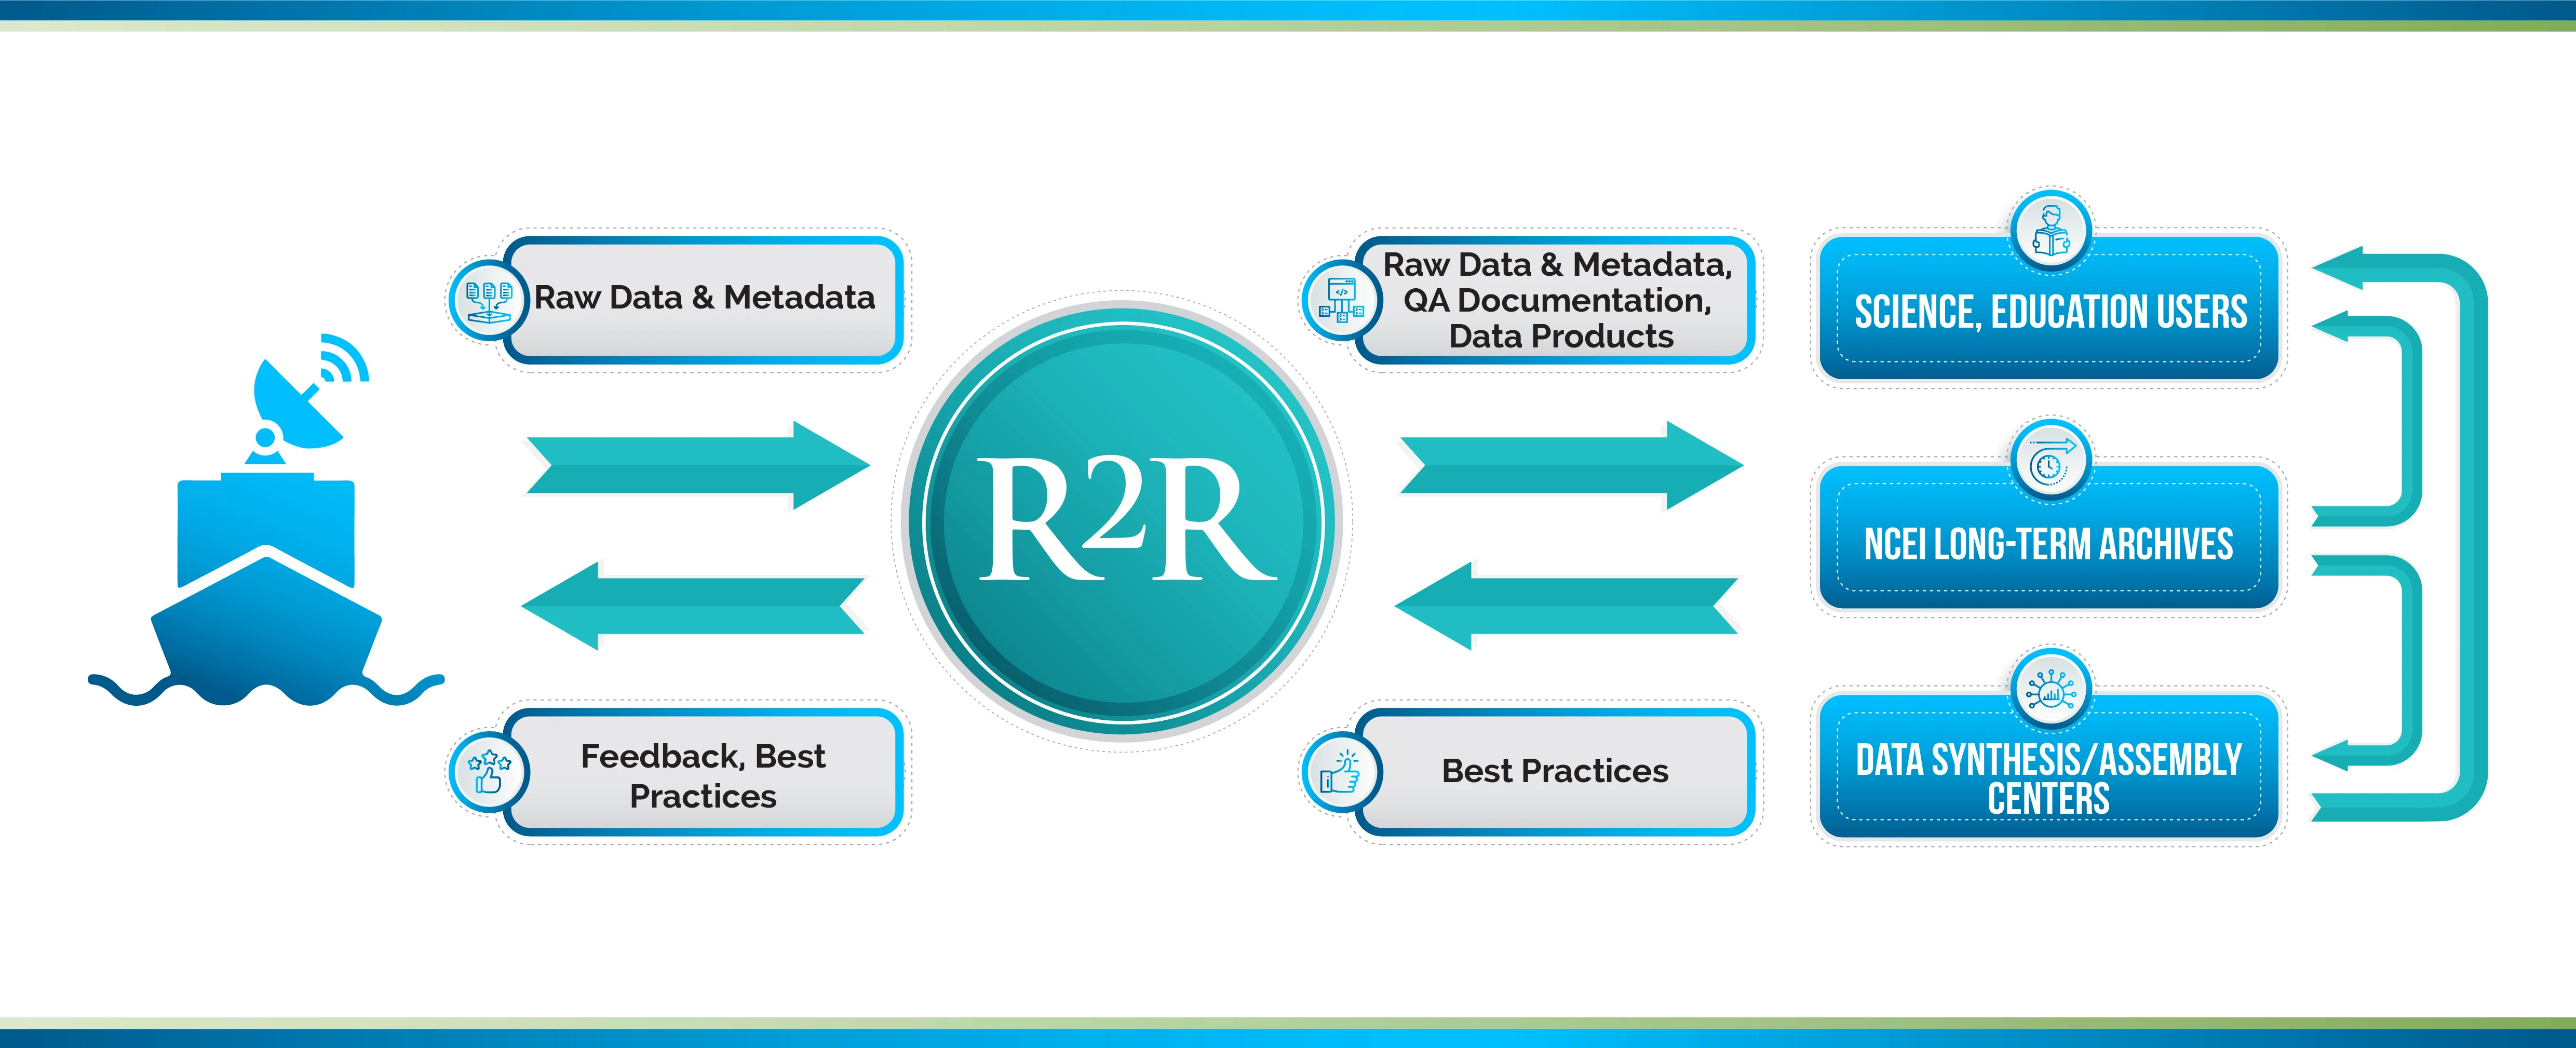 Raw Data & Metadata
Feedback, Best
Practices
R2R
Raw Data & Metadata,
QA Documentation,
Data Products
Best Practices
SCIENCE, EDUCATION USERS
NCEI LONG-TERM ARCHIVES
DATA SYNTHESIS/ASSEMBLY
CENTERS